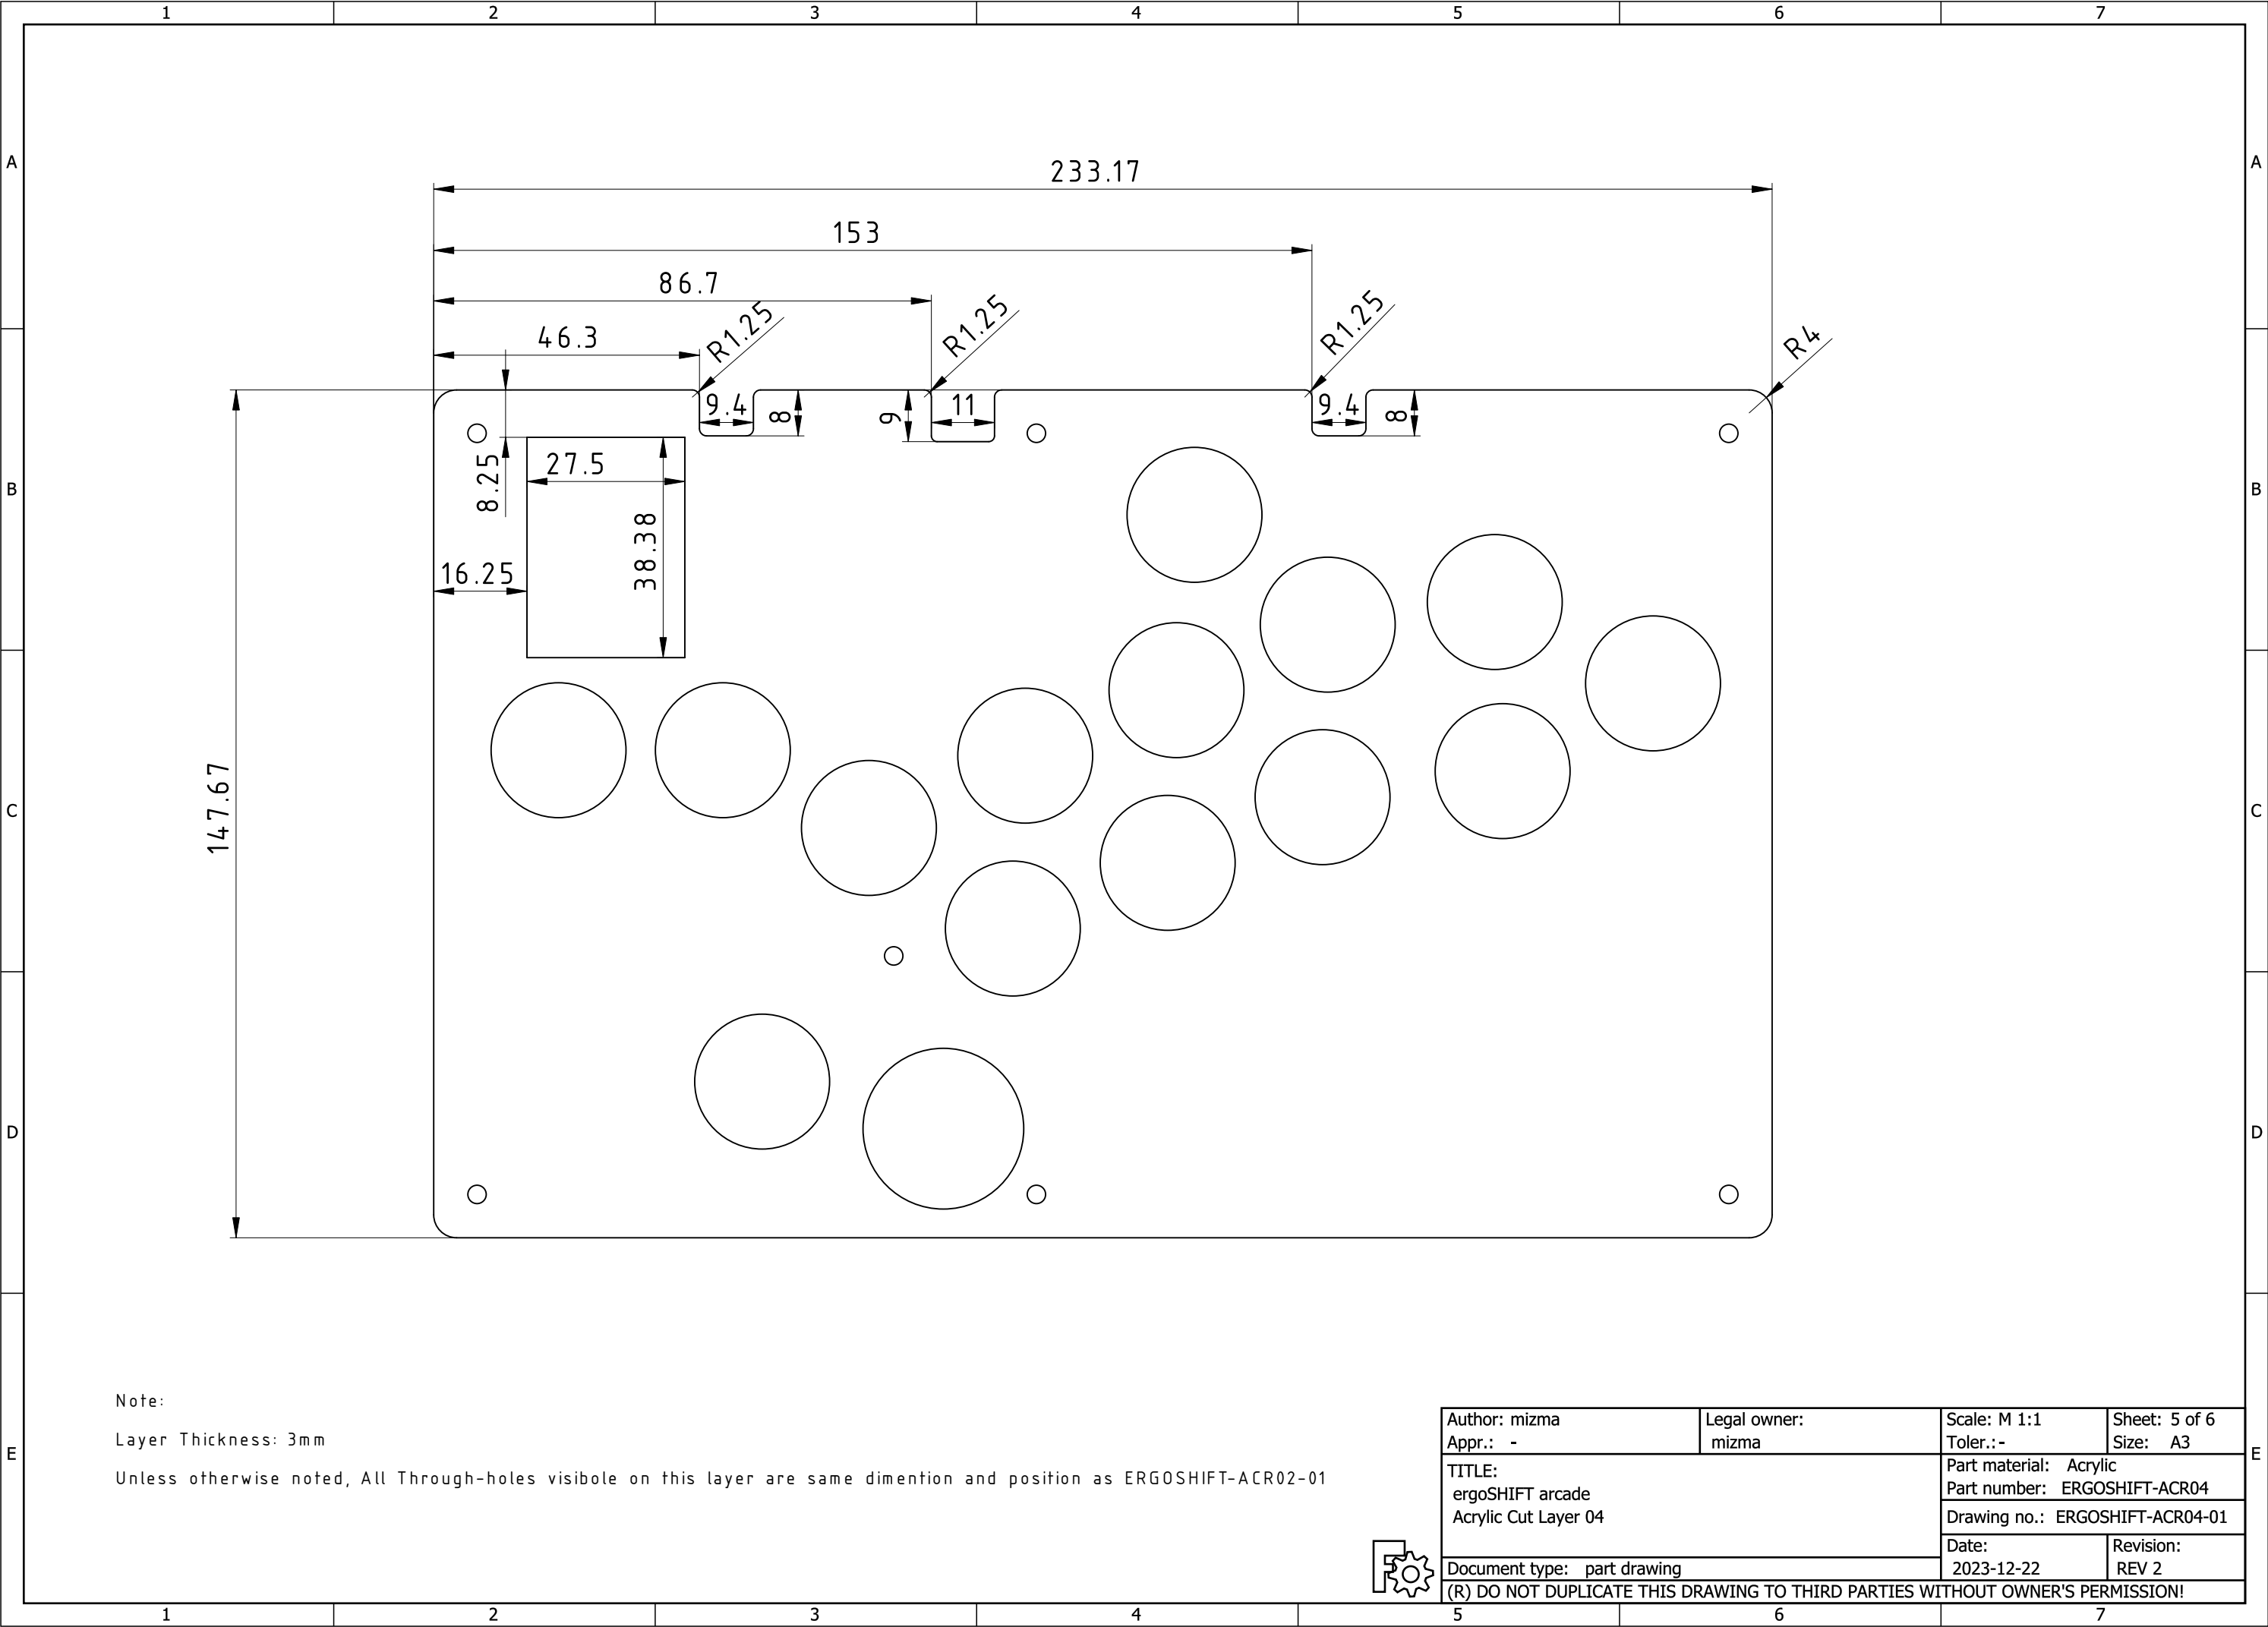 1 2 3 4 5 6 7
A A
233.17
153
86.7
46.3 R1.25 R1.25 R1.25 R4
9.4 8 9 11 9.4 8
B 8.25 27.5 B
38.38
16.25
147.67
C C
D D
Note:
Layer Thickness: 3mm
Unless otherwise noted, All Through-holes visibole on this layer are same dimention and position as ERGOSHIFT-ACR02-01
E E
Author: mizma
Appr.: -
Legal owner:
mizma
Scale: M 1:1
Toler.:-
Sheet: 5 of 6
Size: A3
TITLE:
ergoSHIFT arcade
Acrylic Cut Layer 04
Part material: Acrylic
Part number: ERGOSHIFT-ACR04
Drawing no.: ERGOSHIFT-ACR04-01
Document type: part drawing
Date:
2023-12-22
Revision:
REV 2
(R) DO NOT DUPLICATE THIS DRAWING TO THIRD PARTIES WITHOUT OWNER'S PERMISSION!
1 2 3 4 5 6 7